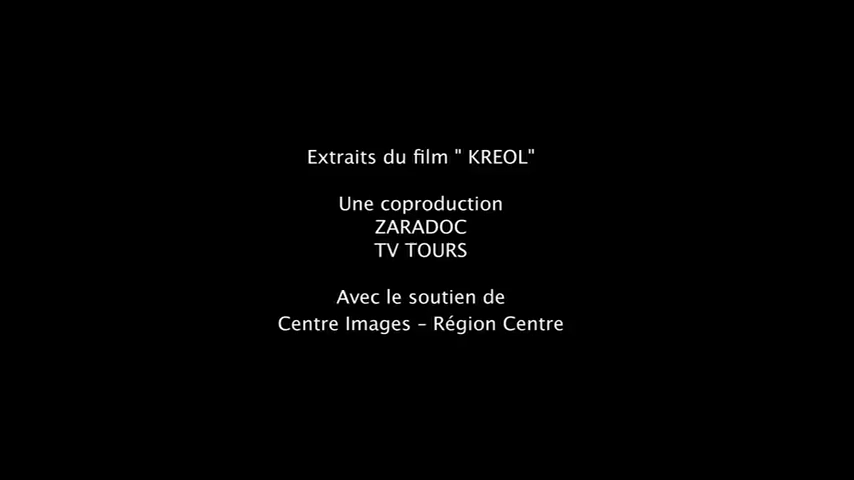 Extraits du film " KREOL"
Une coproduction
ZARADOC
TV TOURS
Avec le soutien de
Centre Images – Région Centre